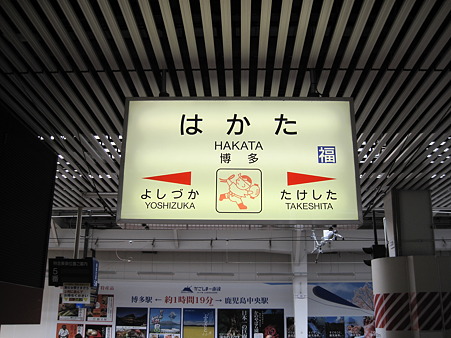 はかた
HAKATA
博多
福
よしづか
YOSHIZUKA
たけした
TAKESHITA
博多駅 ← 約1時間19分 → 鹿児島中央駅